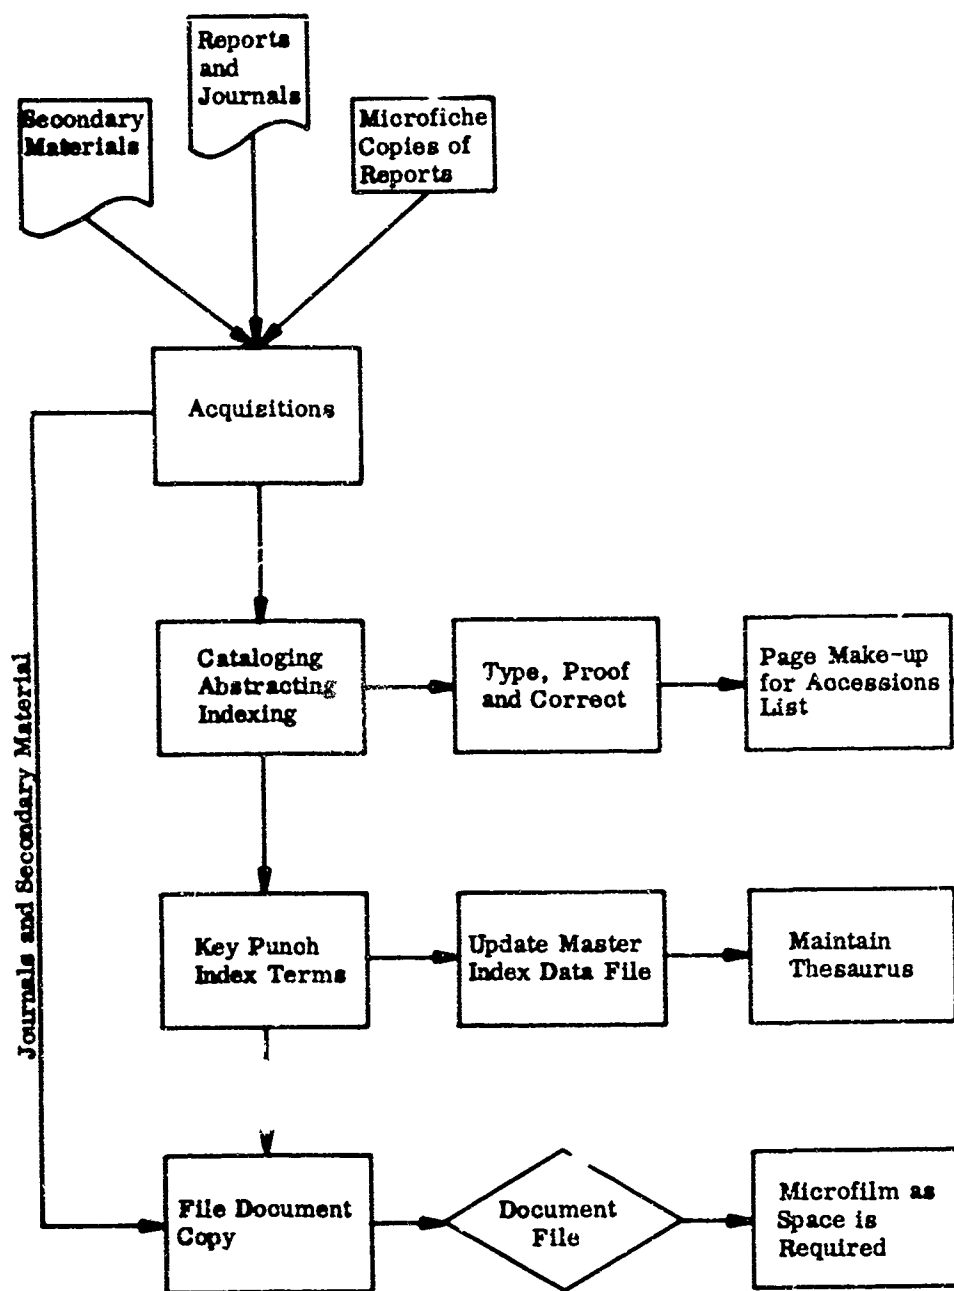 Reports
and
Journals
Secondary
Materials
Microfiche
Copies of
Reports
Acquisitions
Journals and Secondary Material
Cataloging
Abstracting
Indexing
Type, Proof
and Correct
Page Make-up
for Accessions
List
Key Punch
Index Terms
Update Master
Index Data File
Maintain
Thesaurus
File Document
Copy
Document
File
Microfilm as
Space is
Required